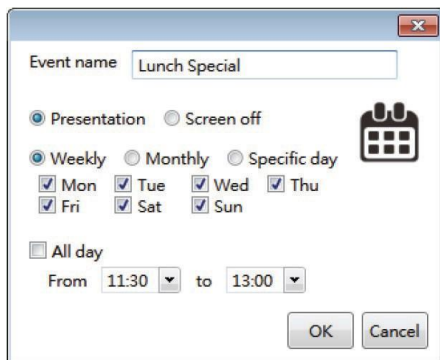 Event name Lunch Special
Presentation Screen off
Weekly Monthly Specific day
Mon Tue Wed Thu
Fri Sat Sun
All day
From 11:30 to 13:00
OK Cancel